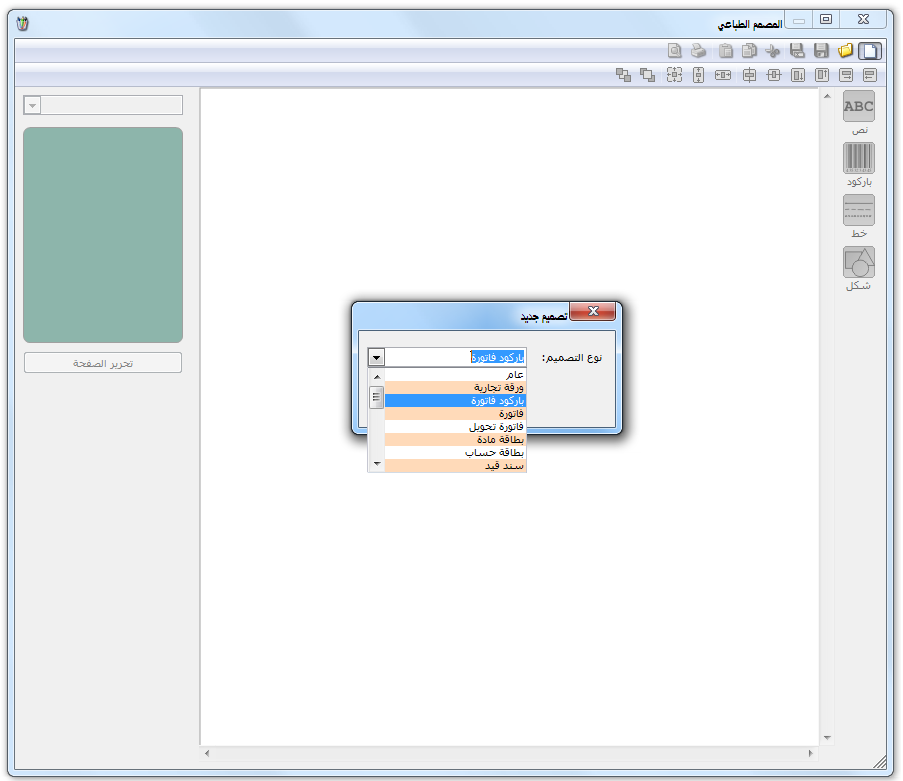 المصمم الطباعي
ABC
نص
باركود
خط
شكل
تحرير الصفحة
تصميم جديد
نوع التصميم:
باركود فاتورة
عام
ورقة تجارية
باركود فاتورة
فاتورة
فاتورة تحويل
بطاقة مادة
بطاقة حساب
سند قيد